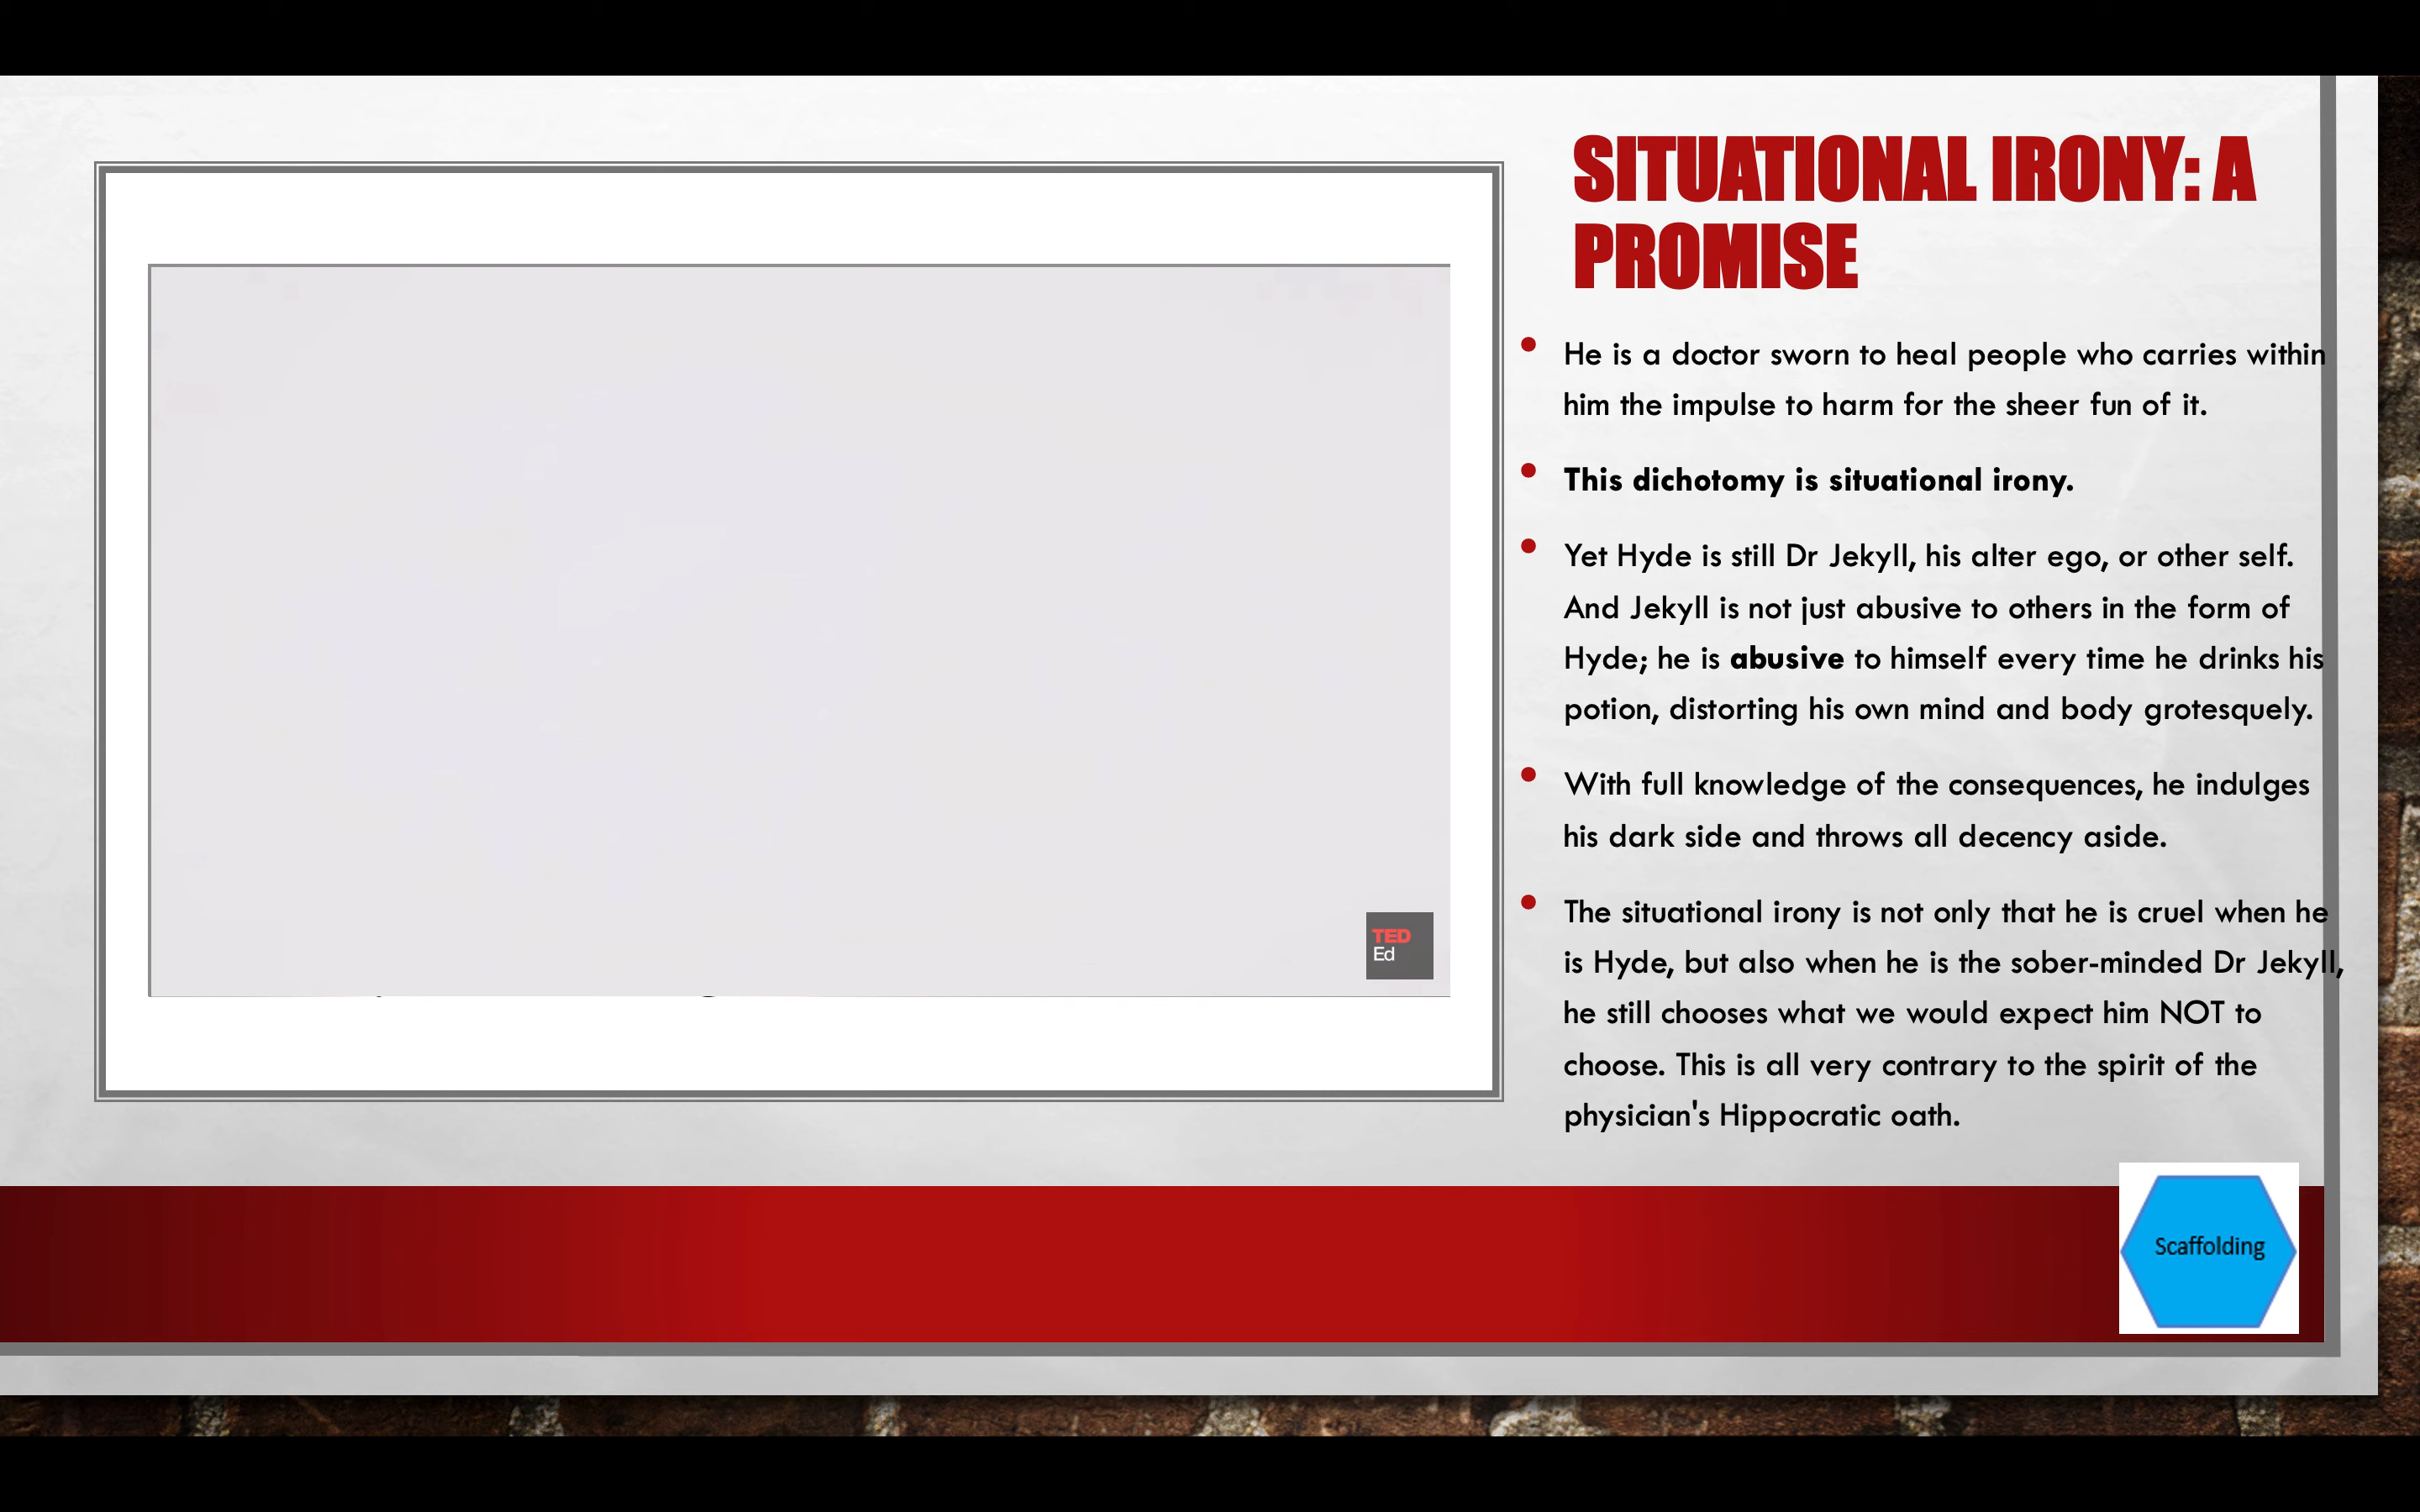 SITUATIONAL IRONY: A
PROMISE
He is a doctor sworn to heal people who carries within
him the impulse to harm for the sheer fun of it.
This dichotomy is situational irony.
Yet Hyde is still Dr Jekyll, his alter ego, or other self.
And Jekyll is not just abusive to others in the form of
Hyde; he is abusive to himself every time he drinks his
potion, distorting his own mind and body grotesquely.
With full knowledge of the consequences, he indulges
his dark side and throws all decency aside.
The situational irony is not only that he is cruel when he
is Hyde, but also when he is the sober-minded Dr Jekyll,
he still chooses what we would expect him NOT to
choose. This is all very contrary to the spirit of the
physician's Hippocratic oath.
TED
Ed
Scaffolding